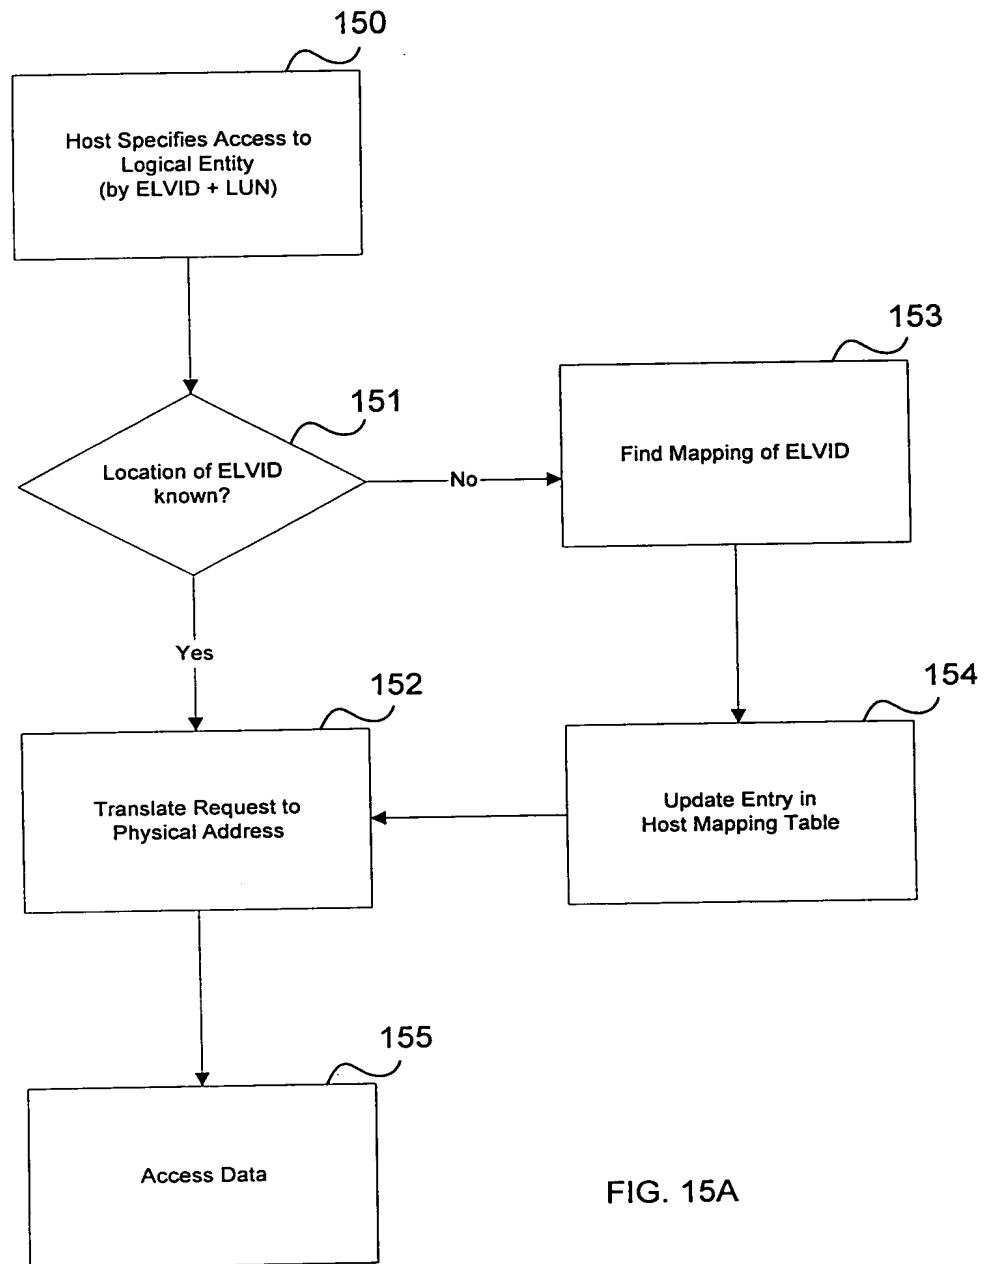 150
Host Specifies Access to
Logical Entity
(by ELVID + LUN)
151
Location of ELVID
known?
No
153
Find Mapping of ELVID
Yes
152
Translate Request to
Physical Address
154
Update Entry in
Host Mapping Table
155
Access Data
FIG. 15A